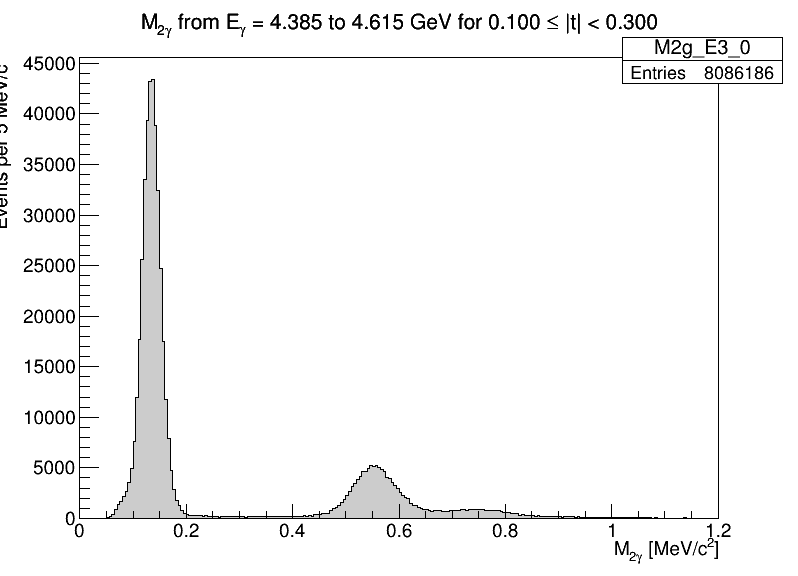 M2γ from Eγ = 4.385 to 4.615 GeV for 0.100 ≤ |t| < 0.300
M2g_E3_0
Entries 8086186
Events per 5 MeV/c
45000
40000
35000
30000
25000
20000
15000
10000
5000
0
0 0.2 0.4 0.6 0.8 1 1.2
M2γ [MeV/c²]